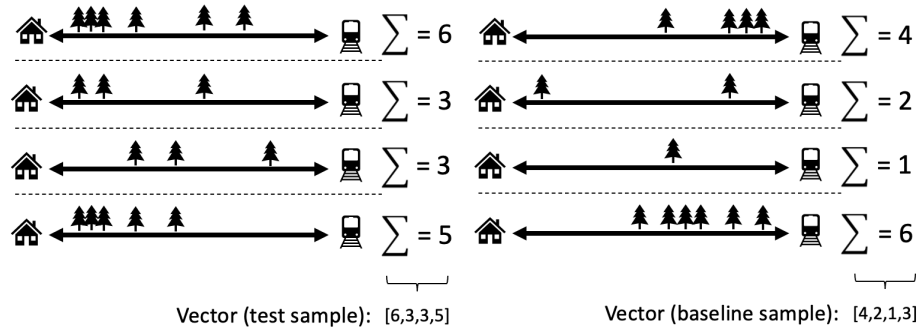 ∑ = 6
∑ = 3
∑ = 3
∑ = 5
Vector (test sample): [6,3,3,5]
∑ = 4
∑ = 2
∑ = 1
∑ = 6
Vector (baseline sample): [4,2,1,3]